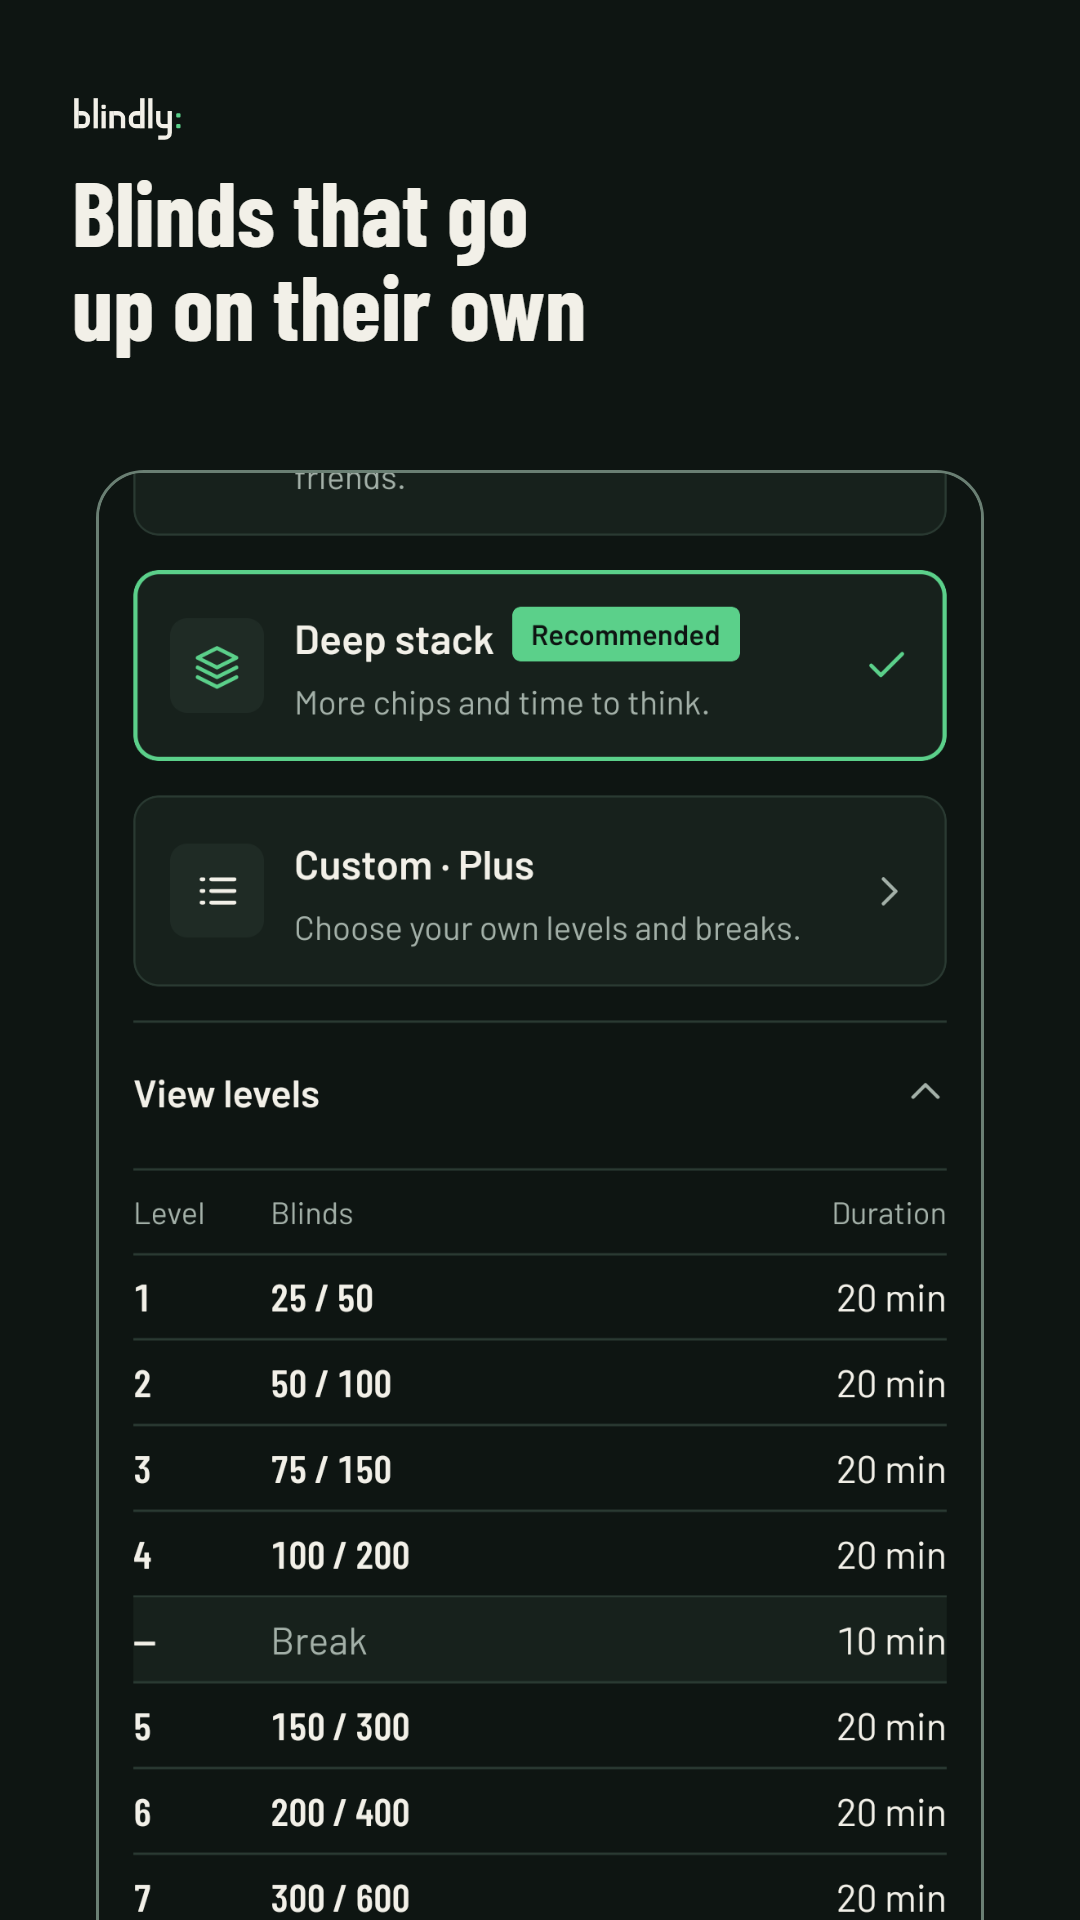 blindly:
Blinds that go
up on their own
friends.
Deep stack Recommended
More chips and time to think.
Custom · Plus
Choose your own levels and breaks.
View levels
Level Blinds Duration
1 25 / 50 20 min
2 50 / 100 20 min
3 75 / 150 20 min
4 100 / 200 20 min
– Break 10 min
5 150 / 300 20 min
6 200 / 400 20 min
7 300 / 600 20 min